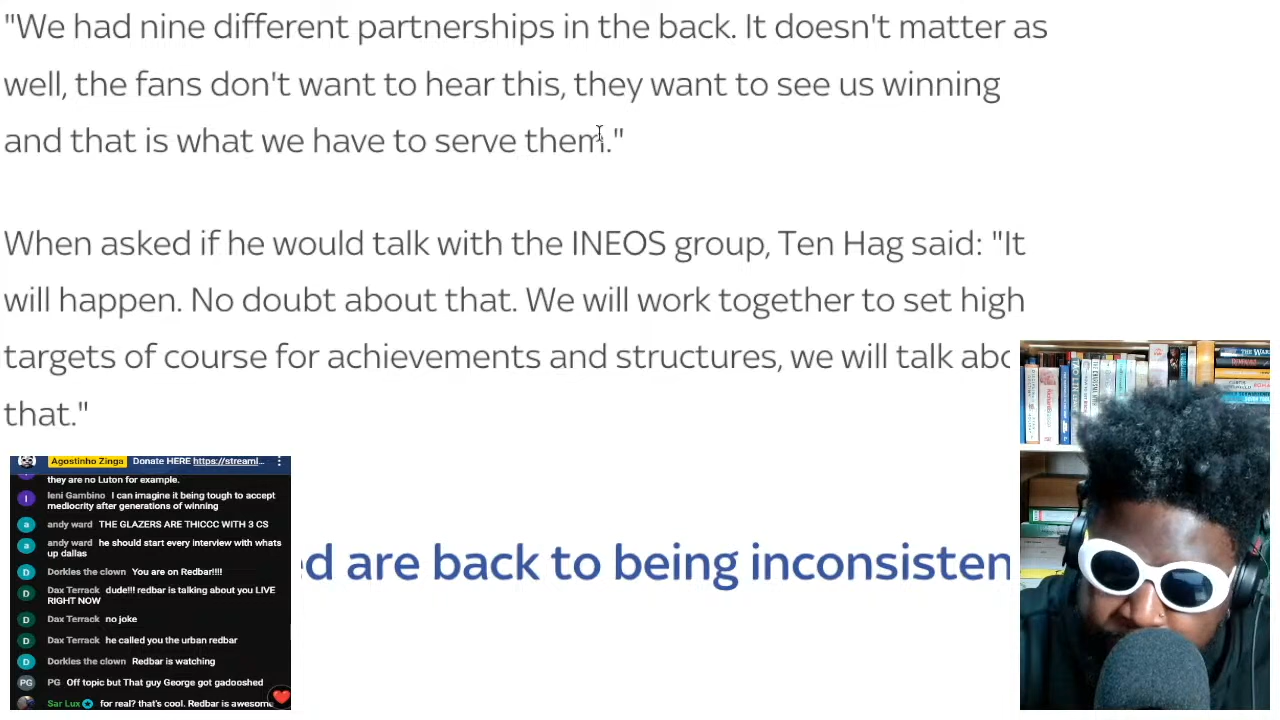 "We had nine different partnerships in the back. It doesn't matter as
well, the fans don't want to hear this, they want to see us winning
and that is what we have to serve them."
When asked if he would talk with the INEOS group, Ten Hag said: "It
will happen. No doubt about that. We will work together to set high
targets of course for achievements and structures, we will talk abo
that."
ed are back to being inconsisten
Agostinho Zinga Donate HERE https://streaml...
they are no Luton for example.
Ieni Gambino I can imagine it being tough to accept
mediocrity after generations of winning
andy ward THE GLAZERS ARE THICCC WITH 3 CS
andy ward he should start every interview with whats
up dallas
Dorkles the clown You are on Redbar!!!!
Dax Terrack dude!!! redbar is talking about you LIVE
RIGHT NOW
Dax Terrack no joke
Dax Terrack he called you the urban redbar
Dorkles the clown Redbar is watching
PG PG Off topic but That guy George got gadooshed
Sar Lux for real? that's cool. Redbar is awesome